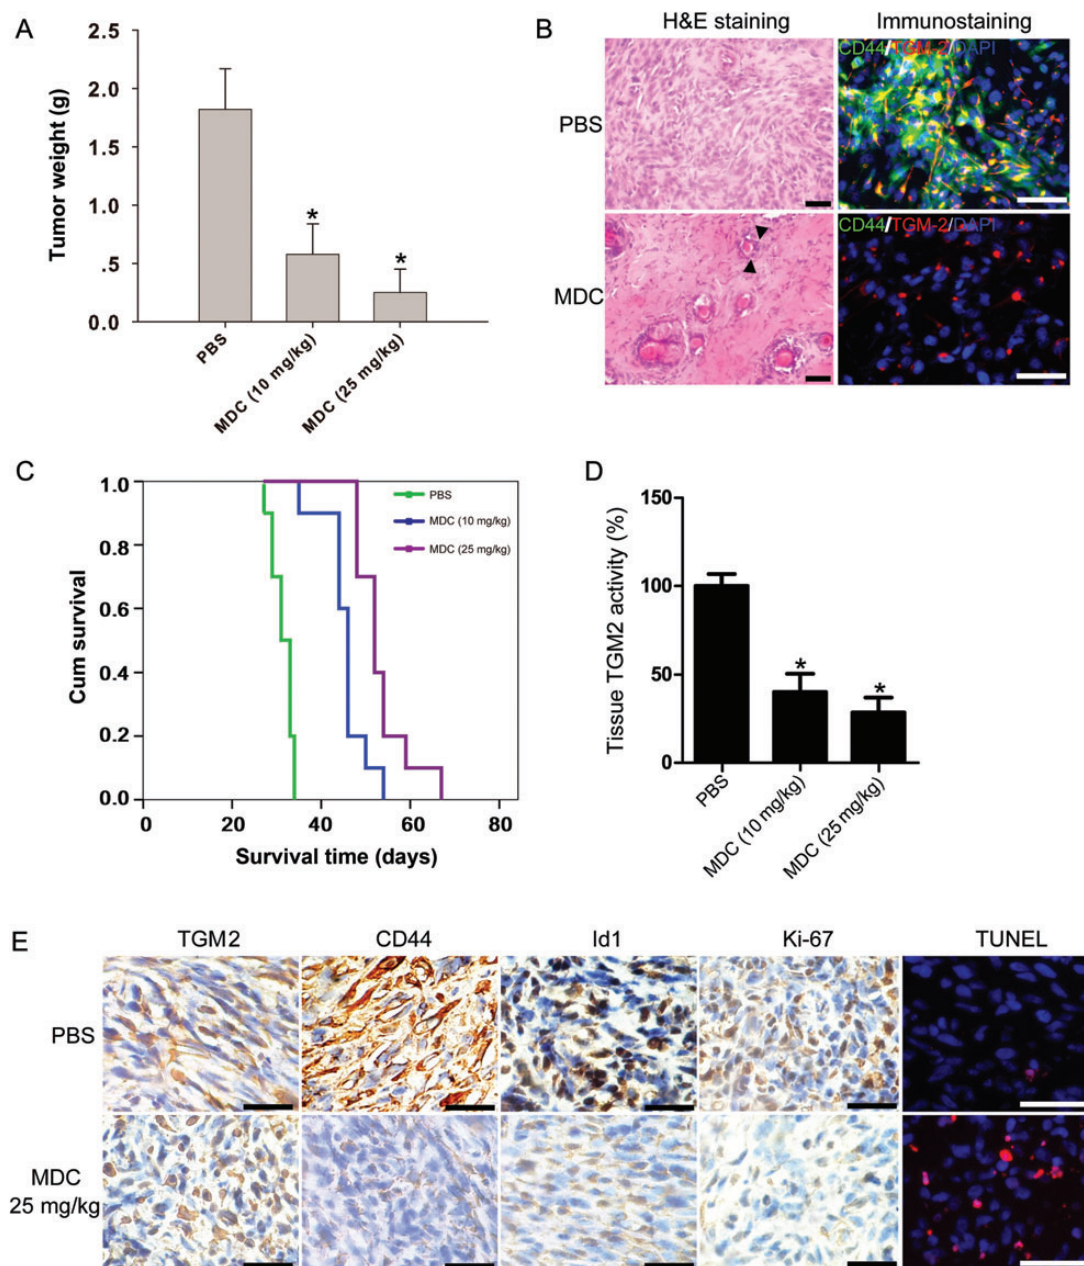 A
Tumor weight (g)
2.5
2.0
1.5
1.0
.5
0.0
*
*
PBS
MDC (10 mg/kg)
MDC (25 mg/kg)
B
H&E staining
Immunostaining
PBS
CD44/TGM-2/DAPI
MDC
CD44/TGM-2/DAPI
C
Cum survival
1.0
0.8
0.6
0.4
0.2
0.0
PBS
MDC (10 mg/kg)
MDC (25 mg/kg)
0 20 40 60 80
Survival time (days)
D
Tissue TGM2 activity (%)
150
100
50
0
*
*
PBS
MDC (10 mg/kg)
MDC (25 mg/kg)
E
TGM2 CD44 Id1 Ki-67 TUNEL
PBS
MDC
25 mg/kg